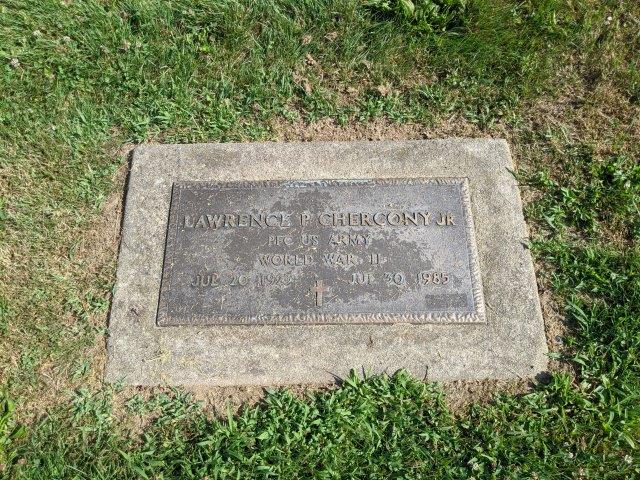 LAWRENCE P CHERCONY JR
PFC US ARMY
WORLD WAR II
JUL 20 JUL 30 1985